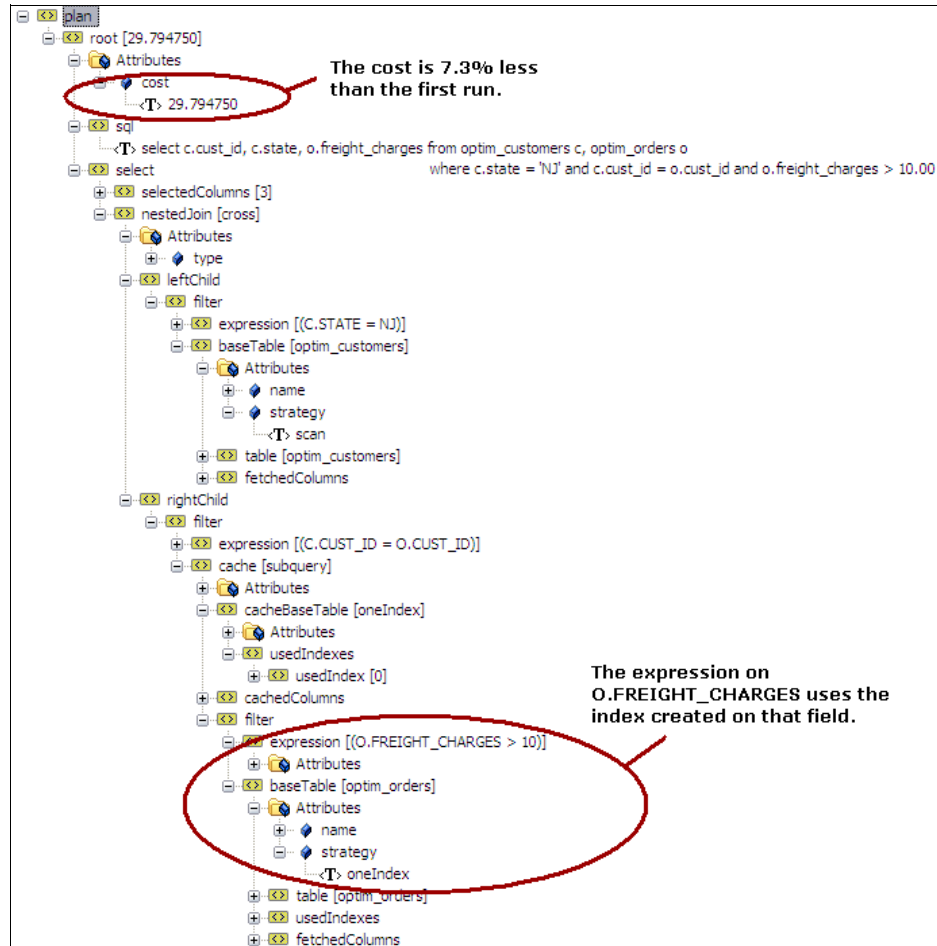 plan
root [29.794750]
Attributes
cost
The cost is 7.3% less
than the first run.
<T> 29.794750
sql
<T> select c.cust_id, c.state, o.freight_charges from optim_customers c, optim_orders o
where c.state = 'NJ' and c.cust_id = o.cust_id and o.freight_charges > 10.00
select
selectedColumns [3]
nestedJoin [cross]
Attributes
type
leftChild
filter
expression [(C.STATE = NJ)]
baseTable [optim_customers]
Attributes
name
strategy
<T> scan
table [optim_customers]
fetchedColumns
rightChild
filter
expression [(C.CUST_ID = O.CUST_ID)]
cache [subquery]
Attributes
cacheBaseTable [oneIndex]
Attributes
usedIndexes
usedIndex [0]
cachedColumns
The expression on
O.FREIGHT_CHARGES uses the
index created on that field.
filter
expression [(O.FREIGHT_CHARGES > 10)]
Attributes
baseTable [optim_orders]
Attributes
name
strategy
<T> oneIndex
table [optim_orders]
usedIndexes
fetchedColumns